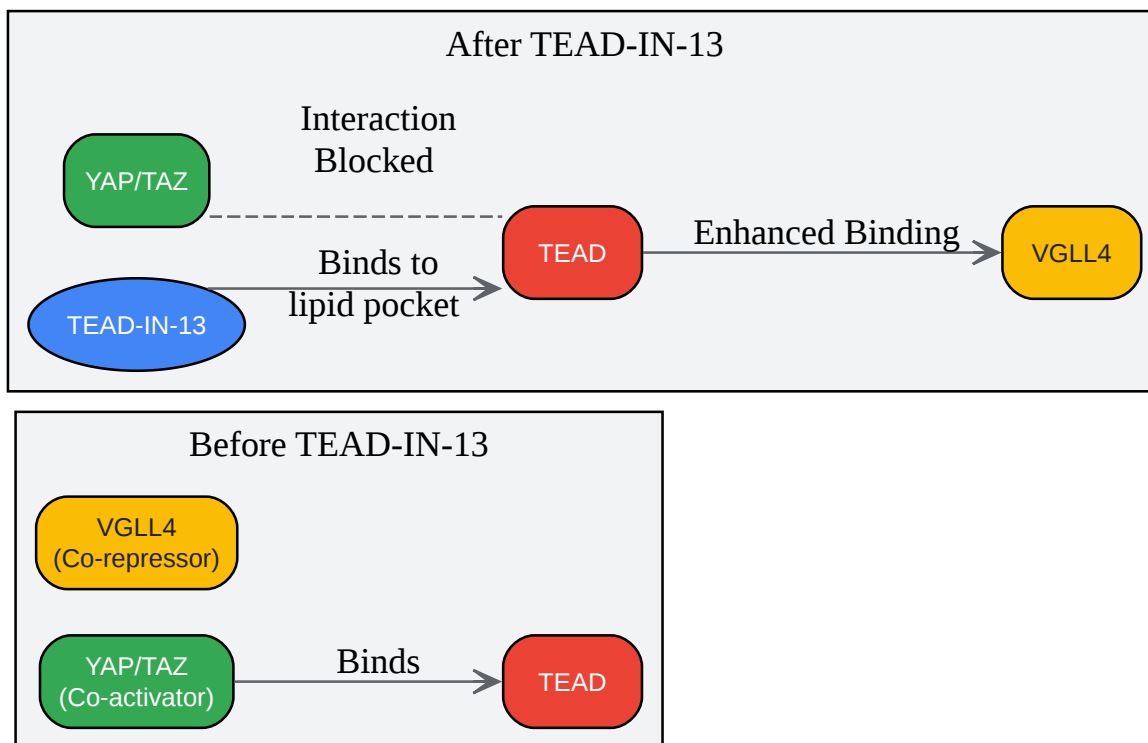 After TEAD-IN-13
Interaction
Blocked
YAP/TAZ
TEAD
Enhanced Binding
VGLL4
Binds to
lipid pocket
TEAD-IN-13
Before TEAD-IN-13
VGLL4
(Co-repressor)
YAP/TAZ
(Co-activator)
Binds
TEAD